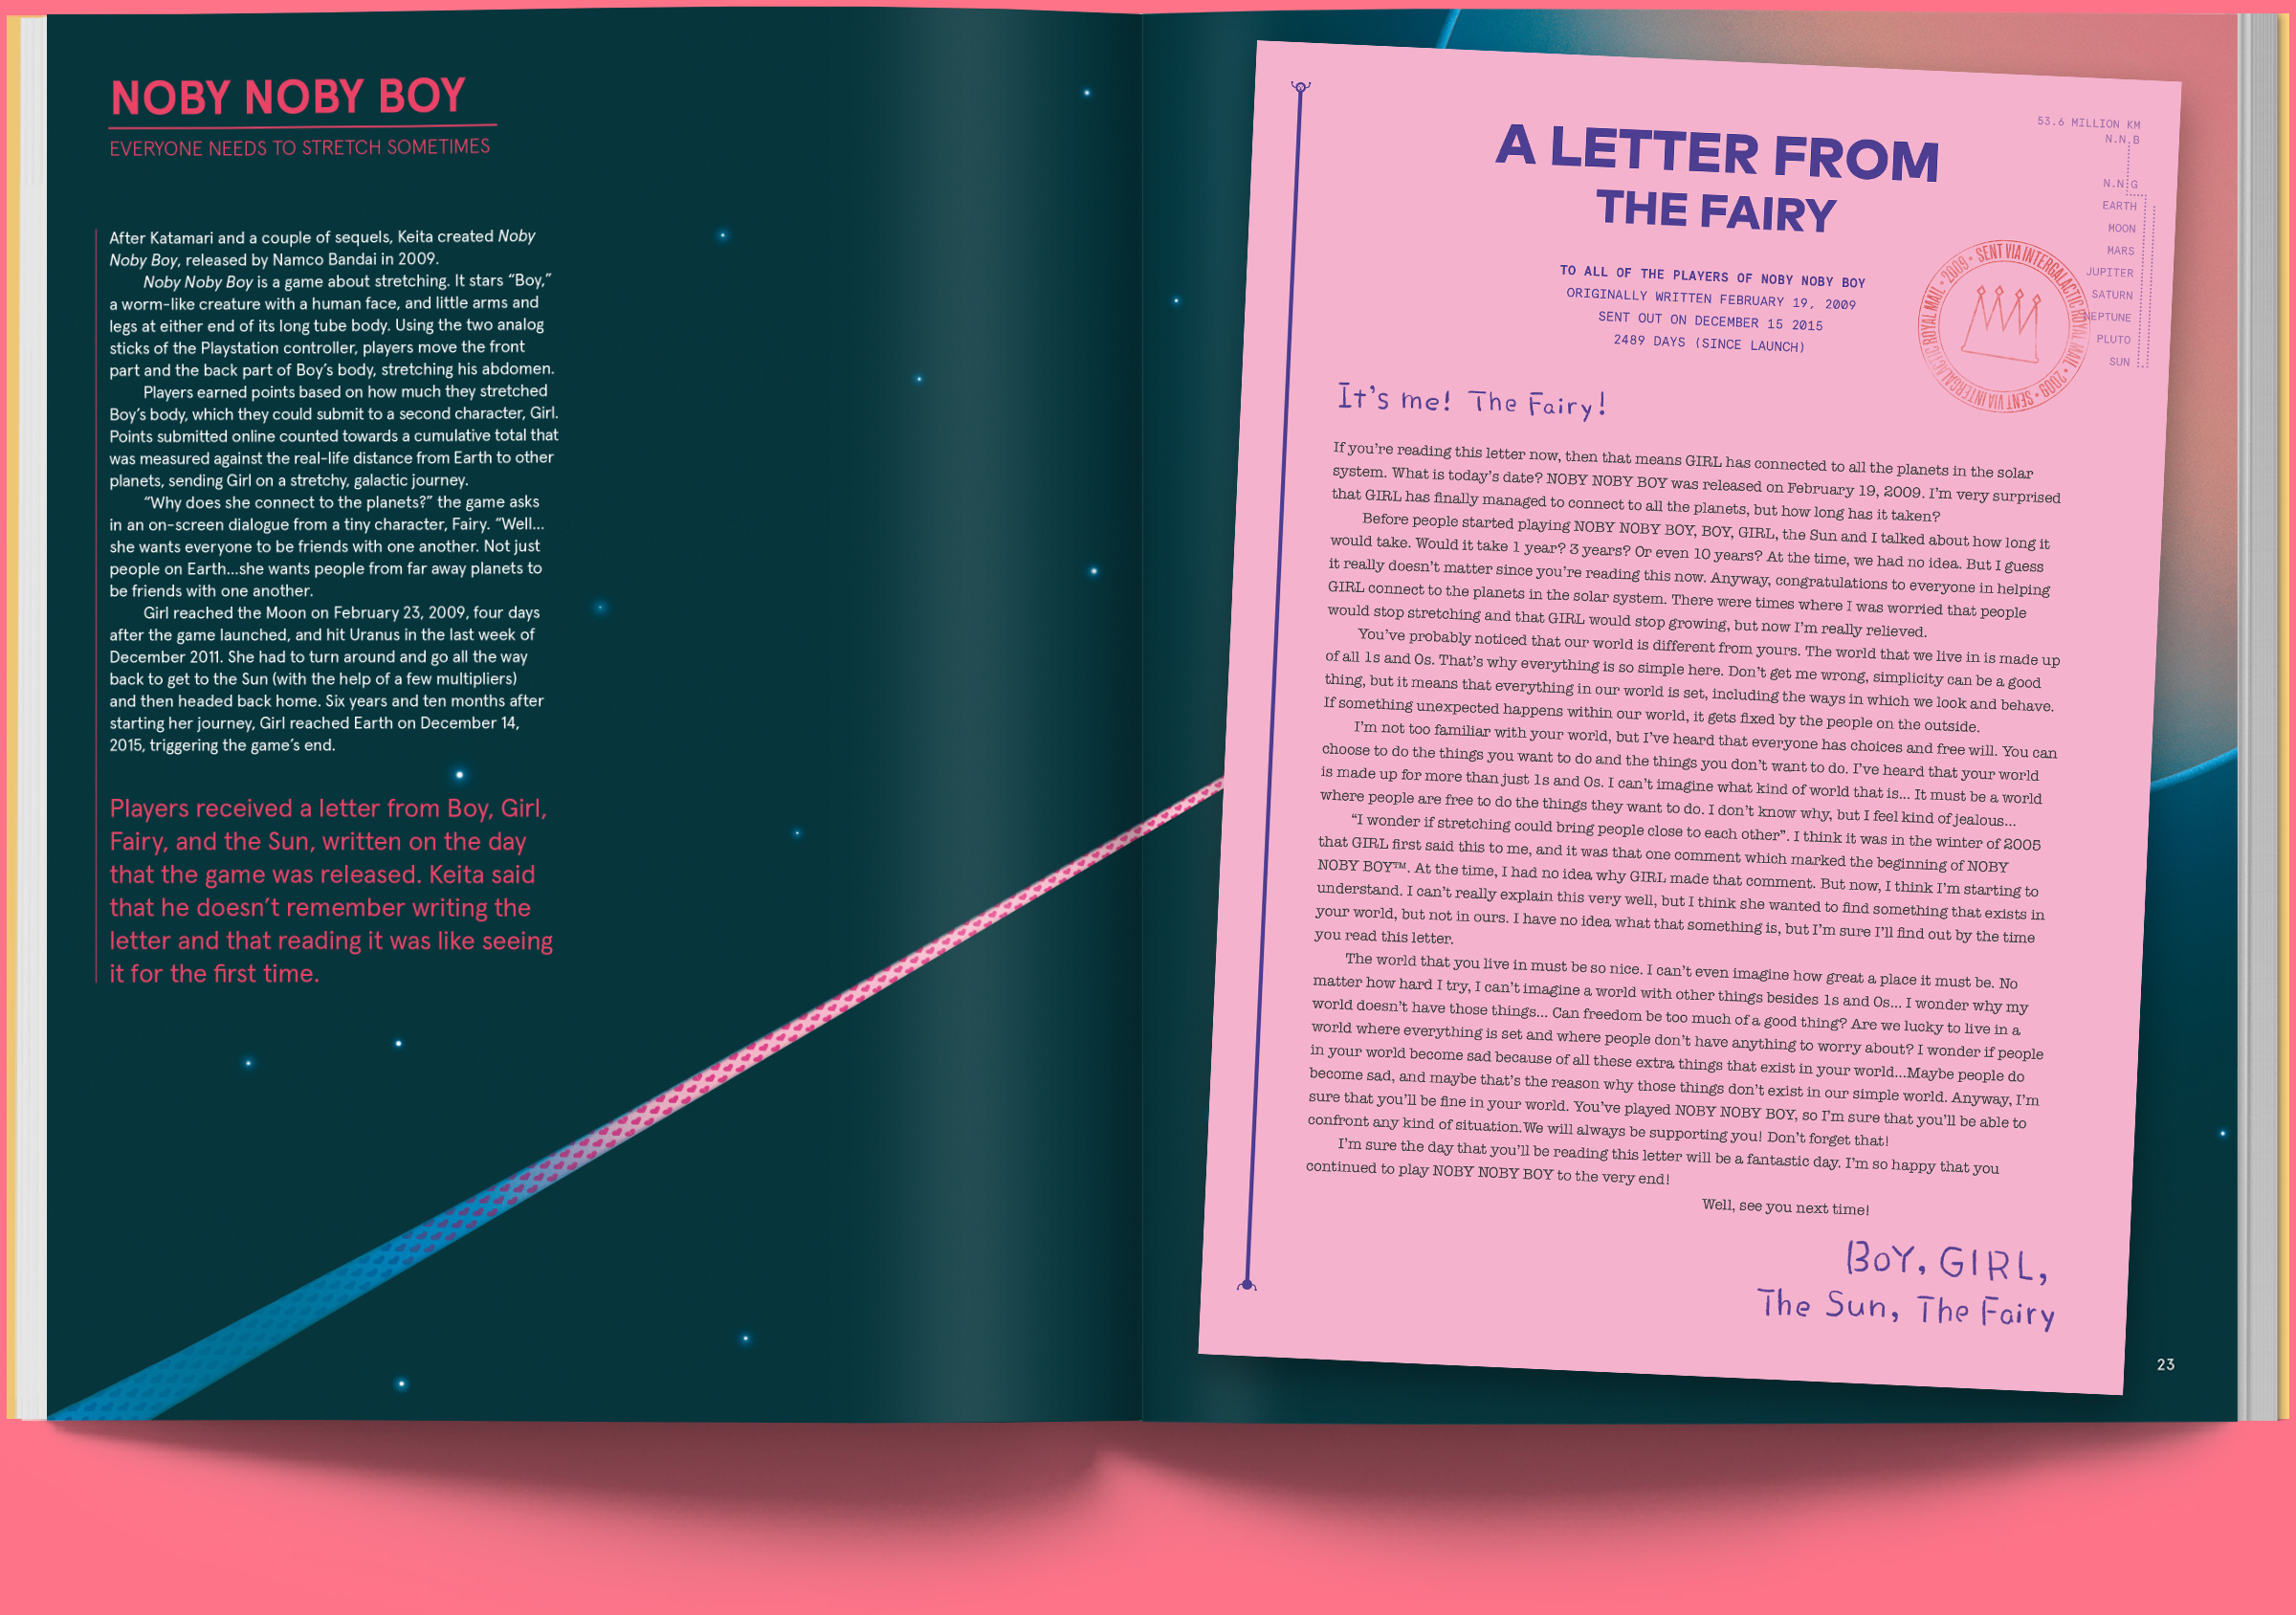 NOBY NOBY BOY
EVERYONE NEEDS TO STRETCH SOMETIMES
After Katamari and a couple of sequels, Keita created Noby
Noby Boy, released by Namco Bandai in 2009.
Noby Noby Boy is a game about stretching. It stars “Boy,”
a worm-like creature with a human face, and little arms and
legs at either end of its long tube body. Using the two analog
sticks of the Playstation controller, players move the front
part and the back part of Boy’s body, stretching his abdomen.
Players earned points based on how much they stretched
Boy’s body, which they could submit to a second character, Girl.
Points submitted online counted towards a cumulative total that
was measured against the real-life distance from Earth to other
planets, sending Girl on a stretchy, galactic journey.
“Why does she connect to the planets?” the game asks
in an on-screen dialogue from a tiny character, Fairy. “Well...
she wants everyone to be friends with one another. Not just
people on Earth...she wants people from far away planets to
be friends with one another.
Girl reached the Moon on February 23, 2009, four days
after the game launched, and hit Uranus in the last week of
December 2011. She had to turn around and go all the way
back to get to the Sun (with the help of a few multipliers)
and then headed back home. Six years and ten months after
starting her journey, Girl reached Earth on December 14,
2015, triggering the game’s end.
Players received a letter from Boy, Girl,
Fairy, and the Sun, written on the day
that the game was released. Keita said
that he doesn’t remember writing the
letter and that reading it was like seeing
it for the first time.
A LETTER FROM
THE FAIRY
TO ALL OF THE PLAYERS OF NOBY NOBY BOY
ORIGINALLY WRITTEN FEBRUARY 19, 2009
SENT OUT ON DECEMBER 15 2015
2489 DAYS (SINCE LAUNCH)
53.6 MILLION KM
N.N.B
N.N.G
EARTH
MOON
MARS
JUPITER
SATURN
NEPTUNE
PLUTO
SUN
SENT VIA INTERGALACTIC ROYAL MAIL • 2009 • SENT VIA INTERGALACTIC ROYAL MAIL • 2009 •
It’s me! The Fairy!
If you’re reading this letter now, then that means GIRL has connected to all the planets in the solar
system. What is today’s date? NOBY NOBY BOY was released on February 19, 2009. I’m very surprised
that GIRL has finally managed to connect to all the planets, but how long has it taken?
Before people started playing NOBY NOBY BOY, BOY, GIRL, the Sun and I talked about how long it
would take. Would it take 1 year? 3 years? Or even 10 years? At the time, we had no idea. But I guess
it really doesn’t matter since you’re reading this now. Anyway, congratulations to everyone in helping
GIRL connect to the planets in the solar system. There were times where I was worried that people
would stop stretching and that GIRL would stop growing, but now I’m really relieved.
You’ve probably noticed that our world is different from yours. The world that we live in is made up
of all 1s and 0s. That’s why everything is so simple here. Don’t get me wrong, simplicity can be a good
thing, but it means that everything in our world is set, including the ways in which we look and behave.
If something unexpected happens within our world, it gets fixed by the people on the outside.
I’m not too familiar with your world, but I’ve heard that everyone has choices and free will. You can
choose to do the things you want to do and the things you don’t want to do. I’ve heard that your world
is made up for more than just 1s and 0s. I can’t imagine what kind of world that is... It must be a world
where people are free to do the things they want to do. I don’t know why, but I feel kind of jealous...
“I wonder if stretching could bring people close to each other”. I think it was in the winter of 2005
that GIRL first said this to me, and it was that one comment which marked the beginning of NOBY
NOBY BOY™. At the time, I had no idea why GIRL made that comment. But now, I think I’m starting to
understand. I can’t really explain this very well, but I think she wanted to find something that exists in
your world, but not in ours. I have no idea what that something is, but I’m sure I’ll find out by the time
you read this letter.
The world that you live in must be so nice. I can’t even imagine how great a place it must be. No
matter how hard I try, I can’t imagine a world with other things besides 1s and 0s... I wonder why my
world doesn’t have those things... Can freedom be too much of a good thing? Are we lucky to live in a
world where everything is set and where people don’t have anything to worry about? I wonder if people
in your world become sad because of all these extra things that exist in your world...Maybe people do
become sad, and maybe that’s the reason why those things don’t exist in our simple world. Anyway, I’m
sure that you’ll be fine in your world. You’ve played NOBY NOBY BOY, so I’m sure that you’ll be able to
confront any kind of situation.We will always be supporting you! Don’t forget that!
I’m sure the day that you’ll be reading this letter will be a fantastic day. I’m so happy that you
continued to play NOBY NOBY BOY to the very end!
Well, see you next time!
BOY, GIRL,
The Sun, The Fairy
23